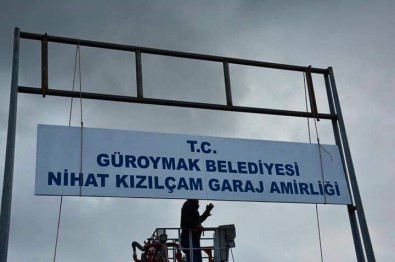 T.C.
GÜROYMAK BELEDİYESİ
NİHAT KIZILÇAM GARAJ AMİRLİĞİ